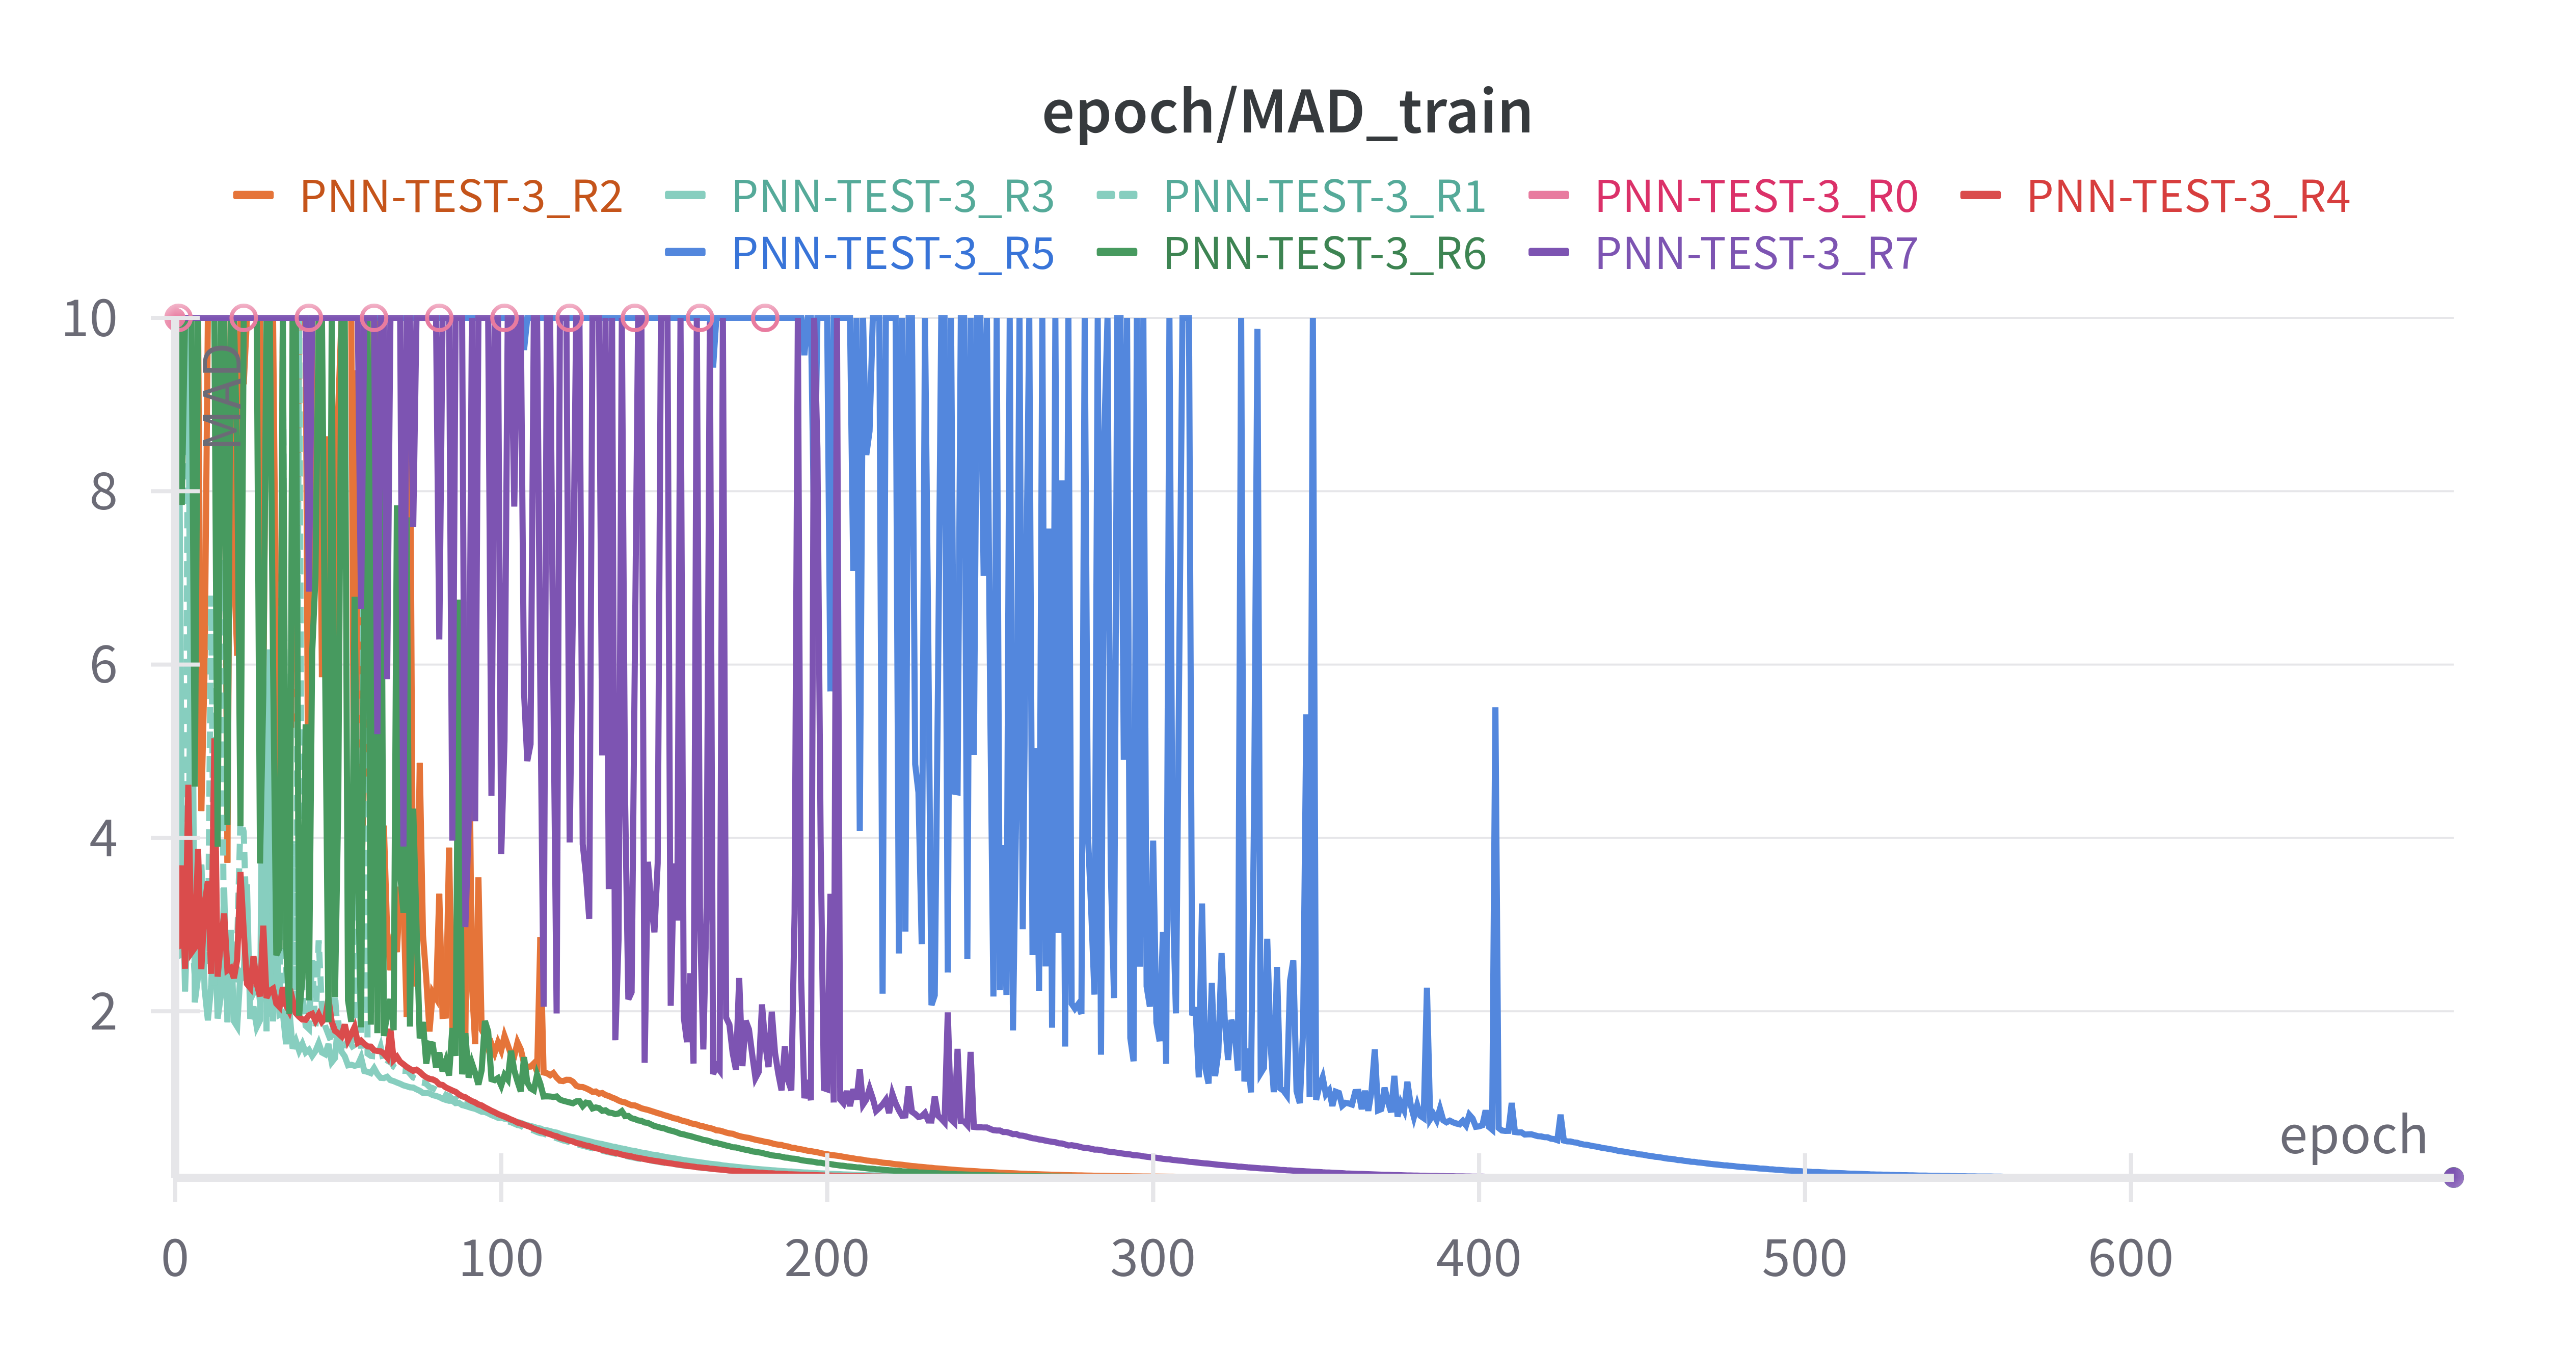 epoch/MAD_train
PNN-TEST-3_R2 PNN-TEST-3_R3 PNN-TEST-3_R1 PNN-TEST-3_R0 PNN-TEST-3_R4
PNN-TEST-3_R5 PNN-TEST-3_R6 PNN-TEST-3_R7
10
MAD
8
6
4
2
epoch
0 100 200 300 400 500 600